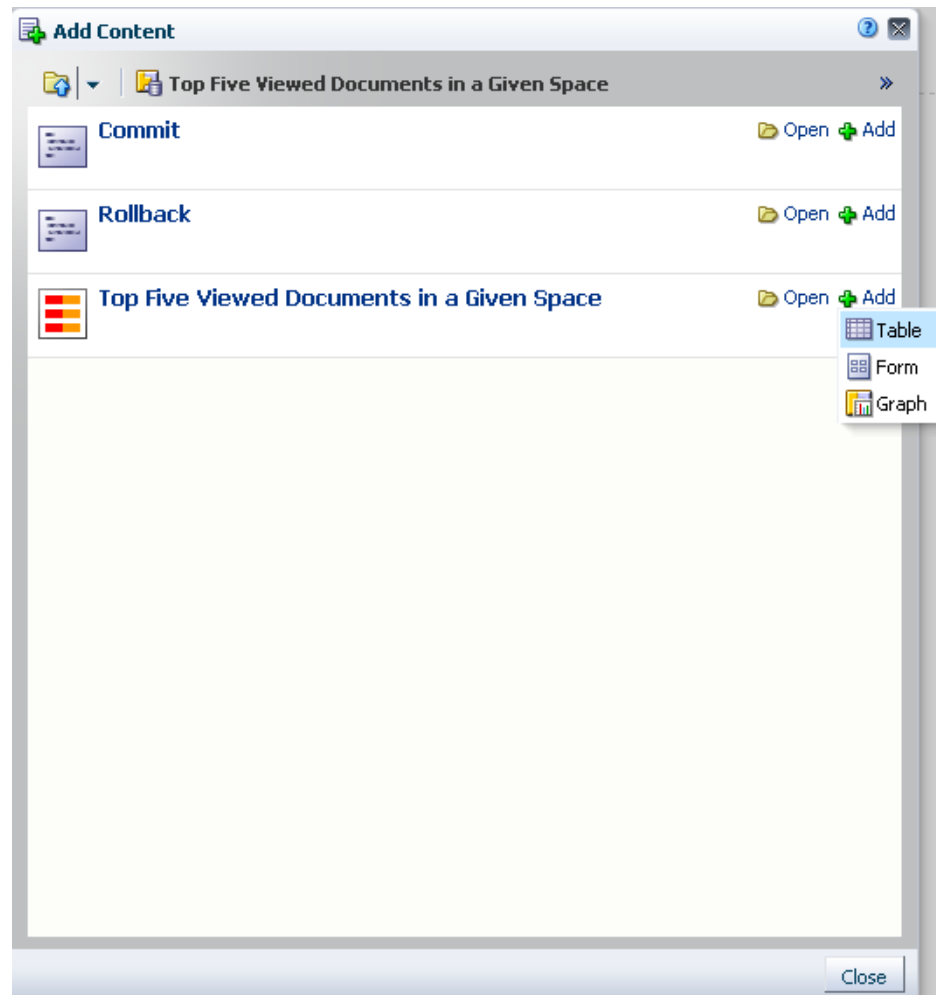 Add Content
Top Five Viewed Documents in a Given Space
Commit Open Add
Rollback Open Add
Top Five Viewed Documents in a Given Space Open Add
Table
Form
Graph
Close